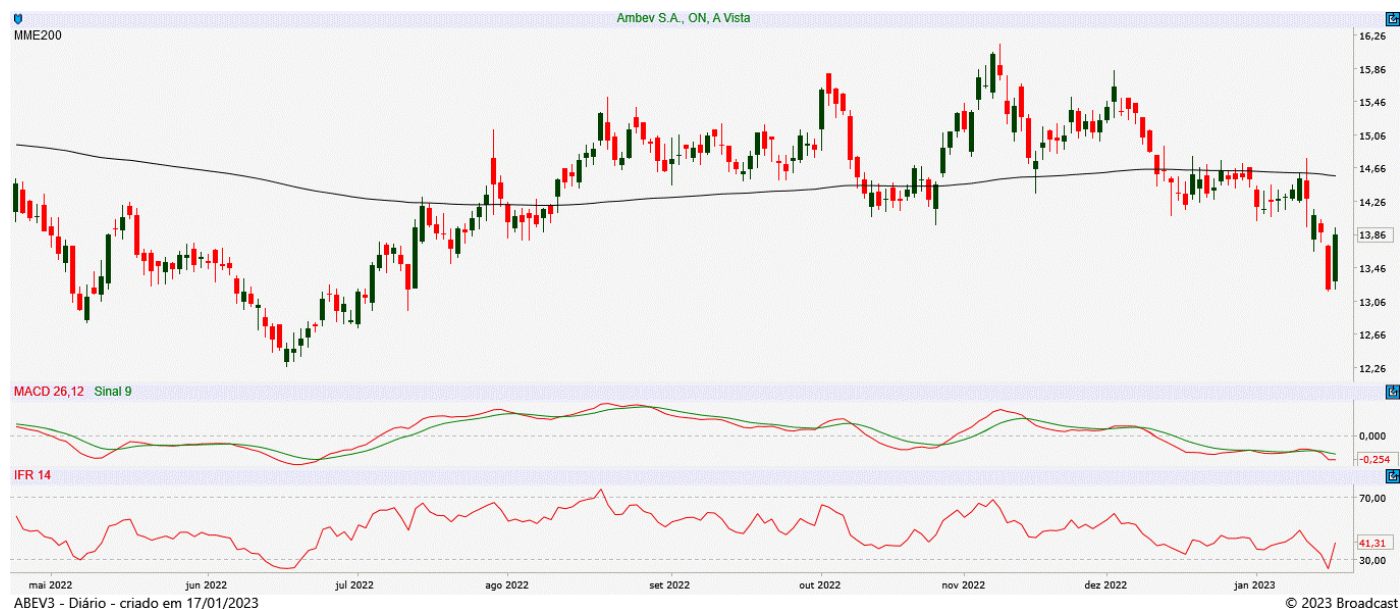 Ambev S.A., ON, A Vista
MME200
16,26
15,86
15,46
15,06
14,66
14,26
13,86
13,46
13,06
12,66
12,26
MACD 26,12 Sinal 9
0,000
-0,254
IFR 14
70,00
41,31
30,00
mai 2022 jun 2022 jul 2022 ago 2022 set 2022 out 2022 nov 2022 dez 2022 jan 2023
ABEV3 - Diário - criado em 17/01/2023 © 2023 Broadcast